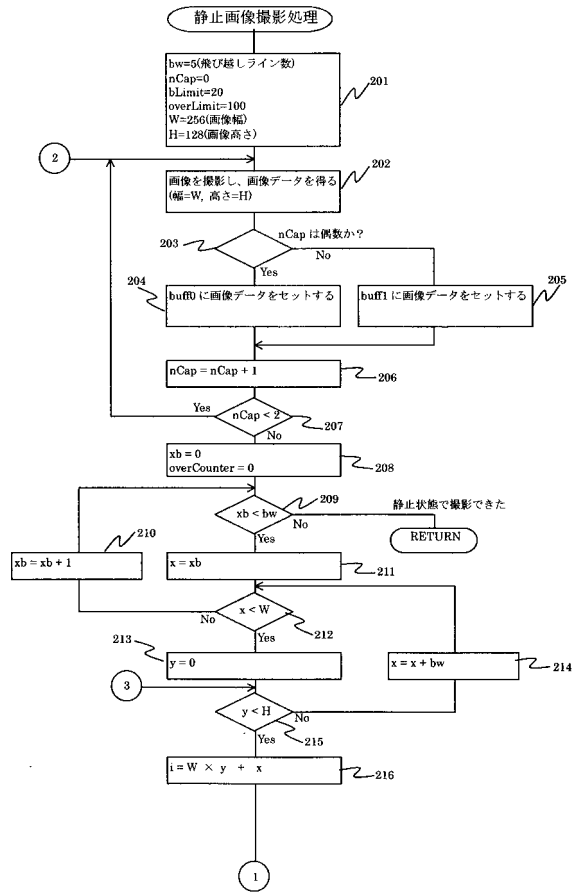 静止画像撮影処理
bw=5(飛び越しライン数)
nCap=0
bLimit=20
overLimit=100
W=256(画像幅)
H=128(画像高さ)
201
2
画像を撮影し、画像データを得る
(幅=W, 高さ=H)
202
203
nCap は偶数か？
No
Yes
204
buff0 に画像データをセットする
buff1 に画像データをセットする
205
nCap = nCap + 1
206
Yes
nCap < 2
207
No
xb = 0
overCounter = 0
208
209
xb < bw
No
静止状態で撮影できた
RETURN
Yes
210
xb = xb + 1
x = xb
211
x < W
No
212
Yes
213
y = 0
x = x + bw
214
3
y < H
No
215
Yes
i = W × y + x
216
1